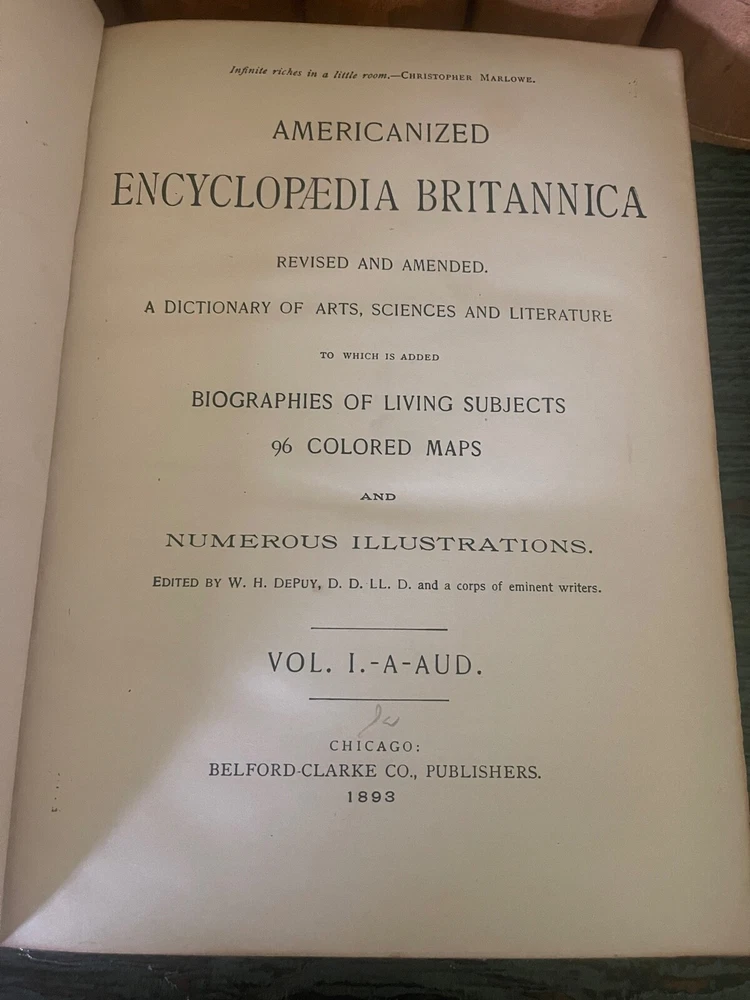 Infinite riches in a little room.—CHRISTOPHER MARLOWE.
AMERICANIZED
ENCYCLOPÆDIA BRITANNICA
REVISED AND AMENDED.
A DICTIONARY OF ARTS, SCIENCES AND LITERATURE
TO WHICH IS ADDED
BIOGRAPHIES OF LIVING SUBJECTS
96 COLORED MAPS
AND
NUMEROUS ILLUSTRATIONS.
EDITED BY W. H. DEPUY, D. D. LL. D. and a corps of eminent writers.
VOL. I.-A-AUD.
CHICAGO:
BELFORD-CLARKE CO., PUBLISHERS.
1893